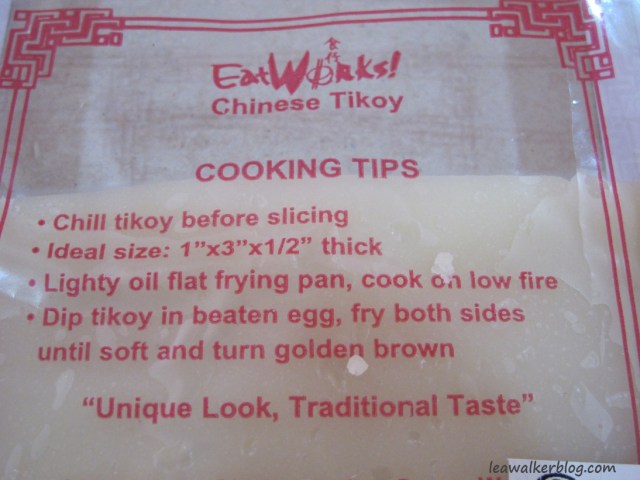 食
行
EatWorks!
Chinese Tikoy
COOKING TIPS
• Chill tikoy before slicing
• Ideal size: 1”x3”x1/2” thick
• Lighty oil flat frying pan, cook on low fire
• Dip tikoy in beaten egg, fry both sides
until soft and turn golden brown
“Unique Look, Traditional Taste”
leawalkerblog.com